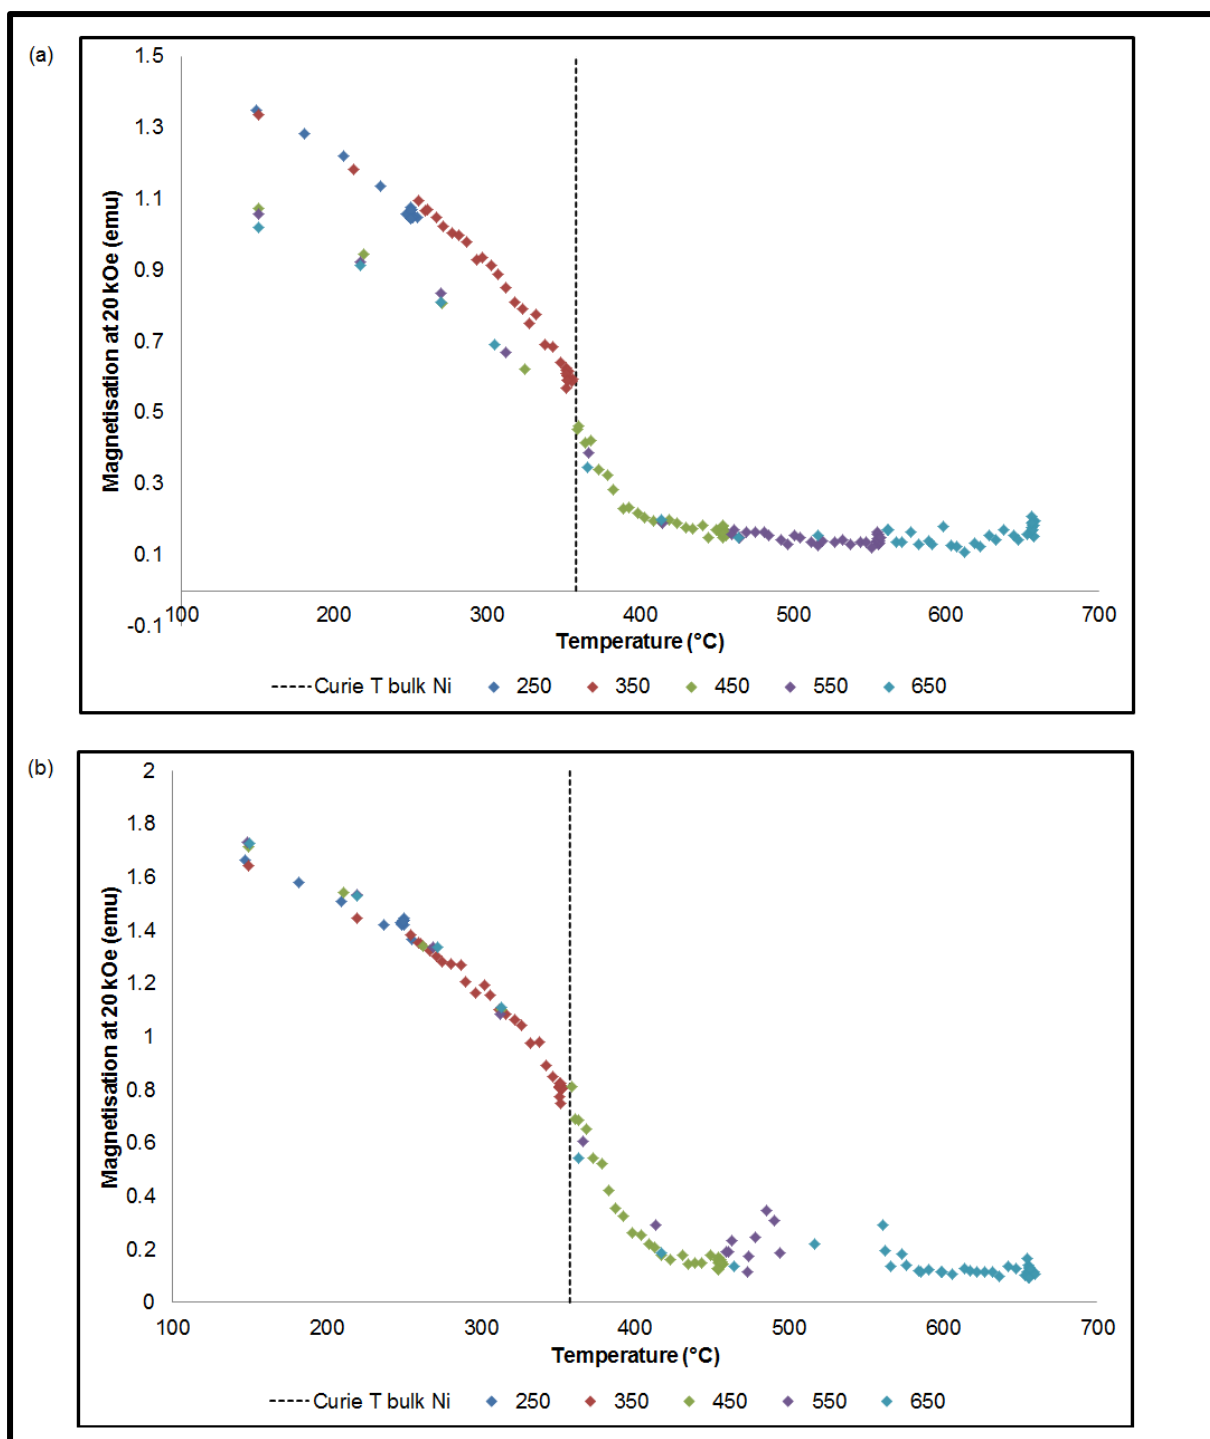 (a)
1.5
1.3
1.1
0.9
0.7
0.5
0.3
0.1
-0.1
Magnetisation at 20 kOe (emu)
100 200 300 400 500 600 700
Temperature (°C)
Curie T bulk Ni 250 350 450 550 650
(b)
2
1.8
1.6
1.4
1.2
1
0.8
0.6
0.4
0.2
0
Magnetisation at 20 kOe (emu)
100 200 300 400 500 600 700
Temperature (°C)
Curie T bulk Ni 250 350 450 550 650